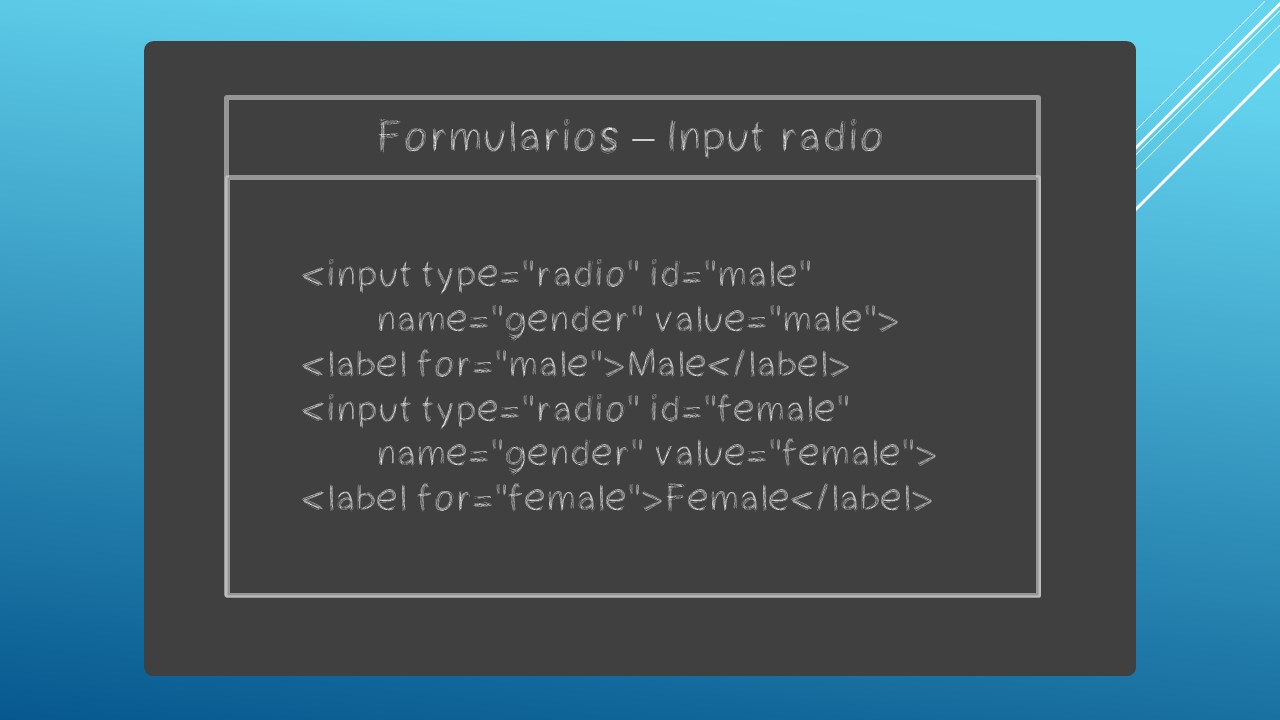 Formularios – Input radio
<input type="radio" id="male"
name="gender" value="male">
<label for="male">Male</label>
<input type="radio" id="female"
name="gender" value="female">
<label for="female">Female</label>